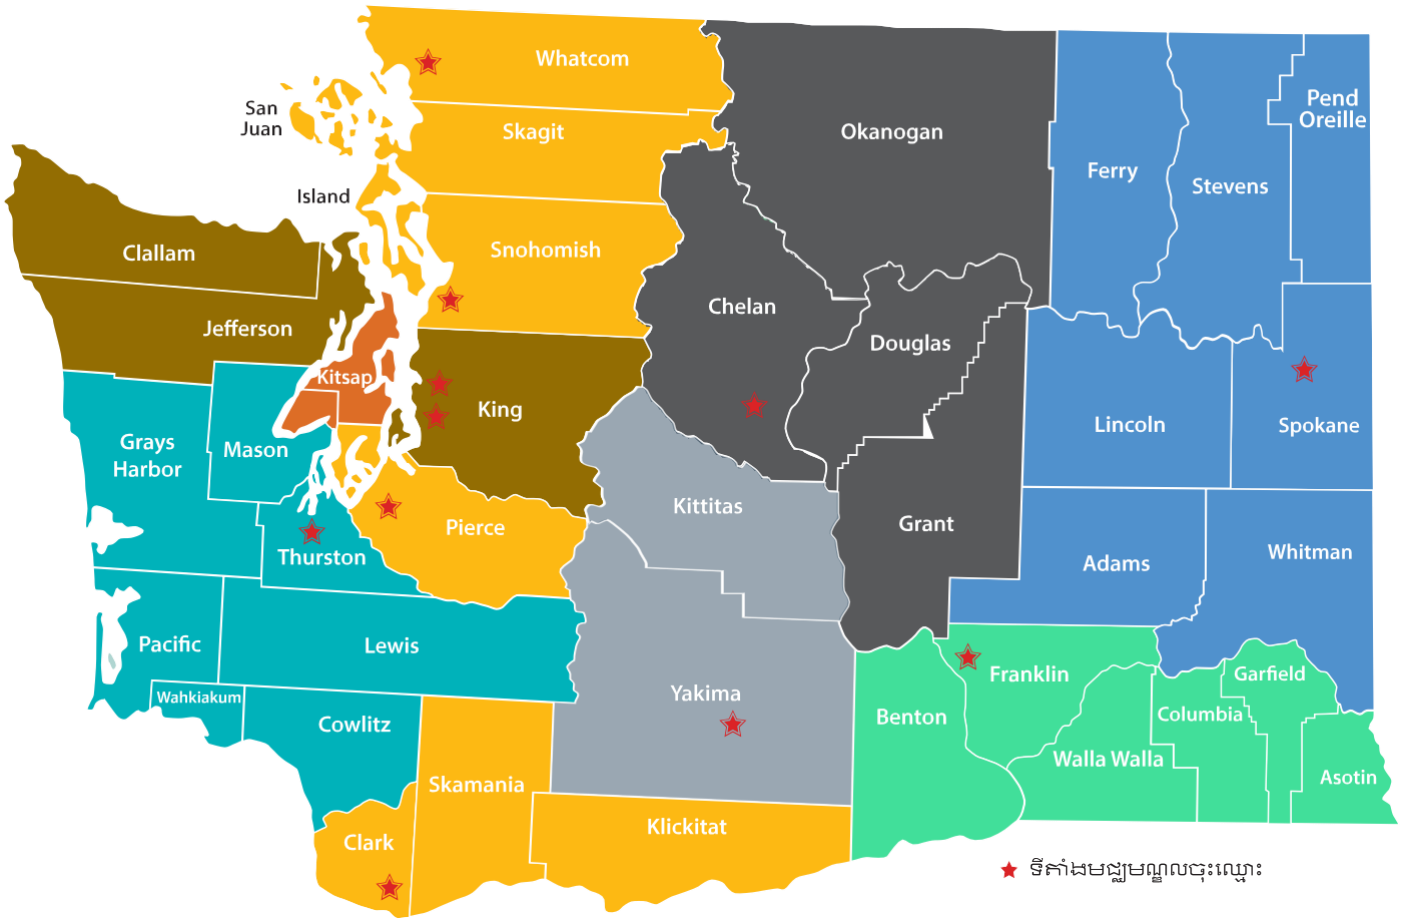 Whatcom
San
Juan
Skagit
Okanogan
Pend
Oreille
Ferry
Stevens
Island
Clallam
Snohomish
Chelan
Jefferson
Douglas
Kitsap
King
Lincoln
Spokane
Grays
Harbor
Mason
Kittitas
Grant
Pierce
Thurston
Adams
Whitman
Pacific
Lewis
Yakima
Franklin
Garfield
Wahkiakum
Cowlitz
Benton
Columbia
Skamania
Walla Walla
Asotin
Klickitat
Clark
ទីតាំងមជ្ឈមណ្ឌលចុះឈ្មោះ